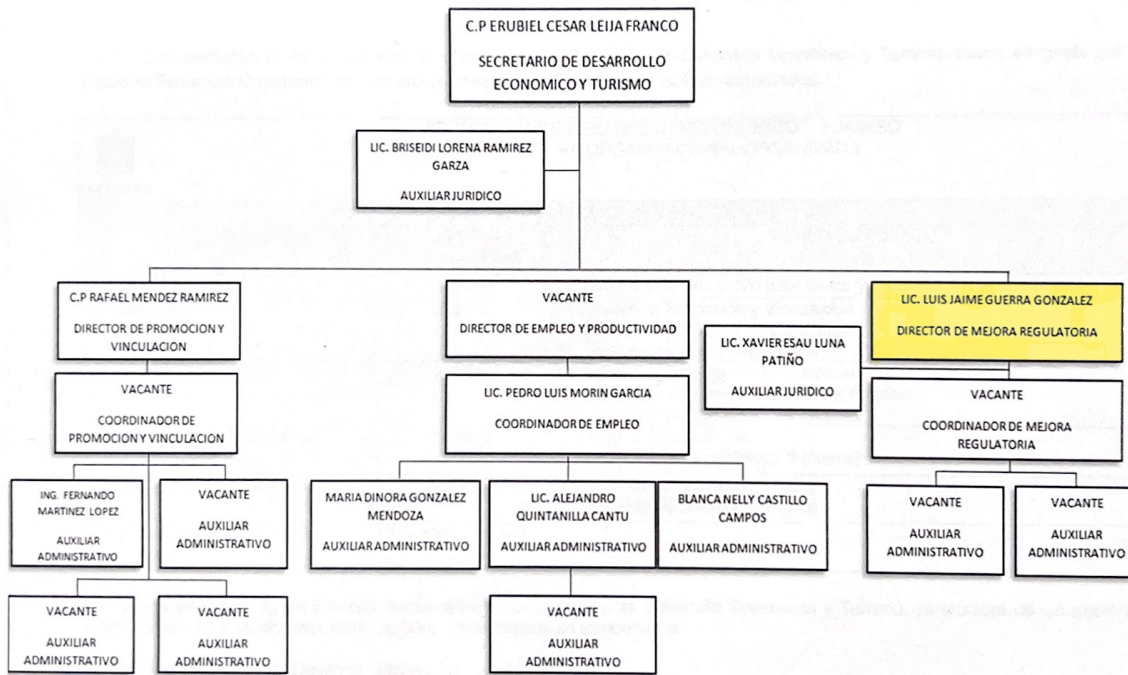 C.P ERUBIEL CESAR LEIJA FRANCO
SECRETARIO DE DESARROLLO
ECONOMICO Y TURISMO
LIC. BRISEIDI LORENA RAMIREZ
GARZA
AUXILIAR JURIDICO
C.P RAFAEL MENDEZ RAMIREZ
DIRECTOR DE PROMOCION Y
VINCULACION
VACANTE
DIRECTOR DE EMPLEO Y PRODUCTIVIDAD
LIC. LUIS JAIME GUERRA GONZALEZ
DIRECTOR DE MEJORA REGULATORIA
LIC. XAVIER ESAU LUNA
PATIÑO
AUXILIAR JURIDICO
VACANTE
COORDINADOR DE
PROMOCION Y VINCULACION
LIC. PEDRO LUIS MORIN GARCIA
COORDINADOR DE EMPLEO
VACANTE
COORDINADOR DE MEJORA
REGULATORIA
ING. FERNANDO
MARTINEZ LOPEZ
AUXILIAR
ADMINISTRATIVO
VACANTE
AUXILIAR
ADMINISTRATIVO
MARIA DINORA GONZALEZ
MENDOZA
AUXILIAR ADMINISTRATIVO
LIC. ALEJANDRO
QUINTANILLA CANTU
AUXILIAR ADMINISTRATIVO
BLANCA NELLY CASTILLO
CAMPOS
AUXILIAR ADMINISTRATIVO
VACANTE
AUXILIAR
ADMINISTRATIVO
VACANTE
AUXILIAR
ADMINISTRATIVO
VACANTE
AUXILIAR
ADMINISTRATIVO
VACANTE
AUXILIAR
ADMINISTRATIVO
VACANTE
AUXILIAR
ADMINISTRATIVO